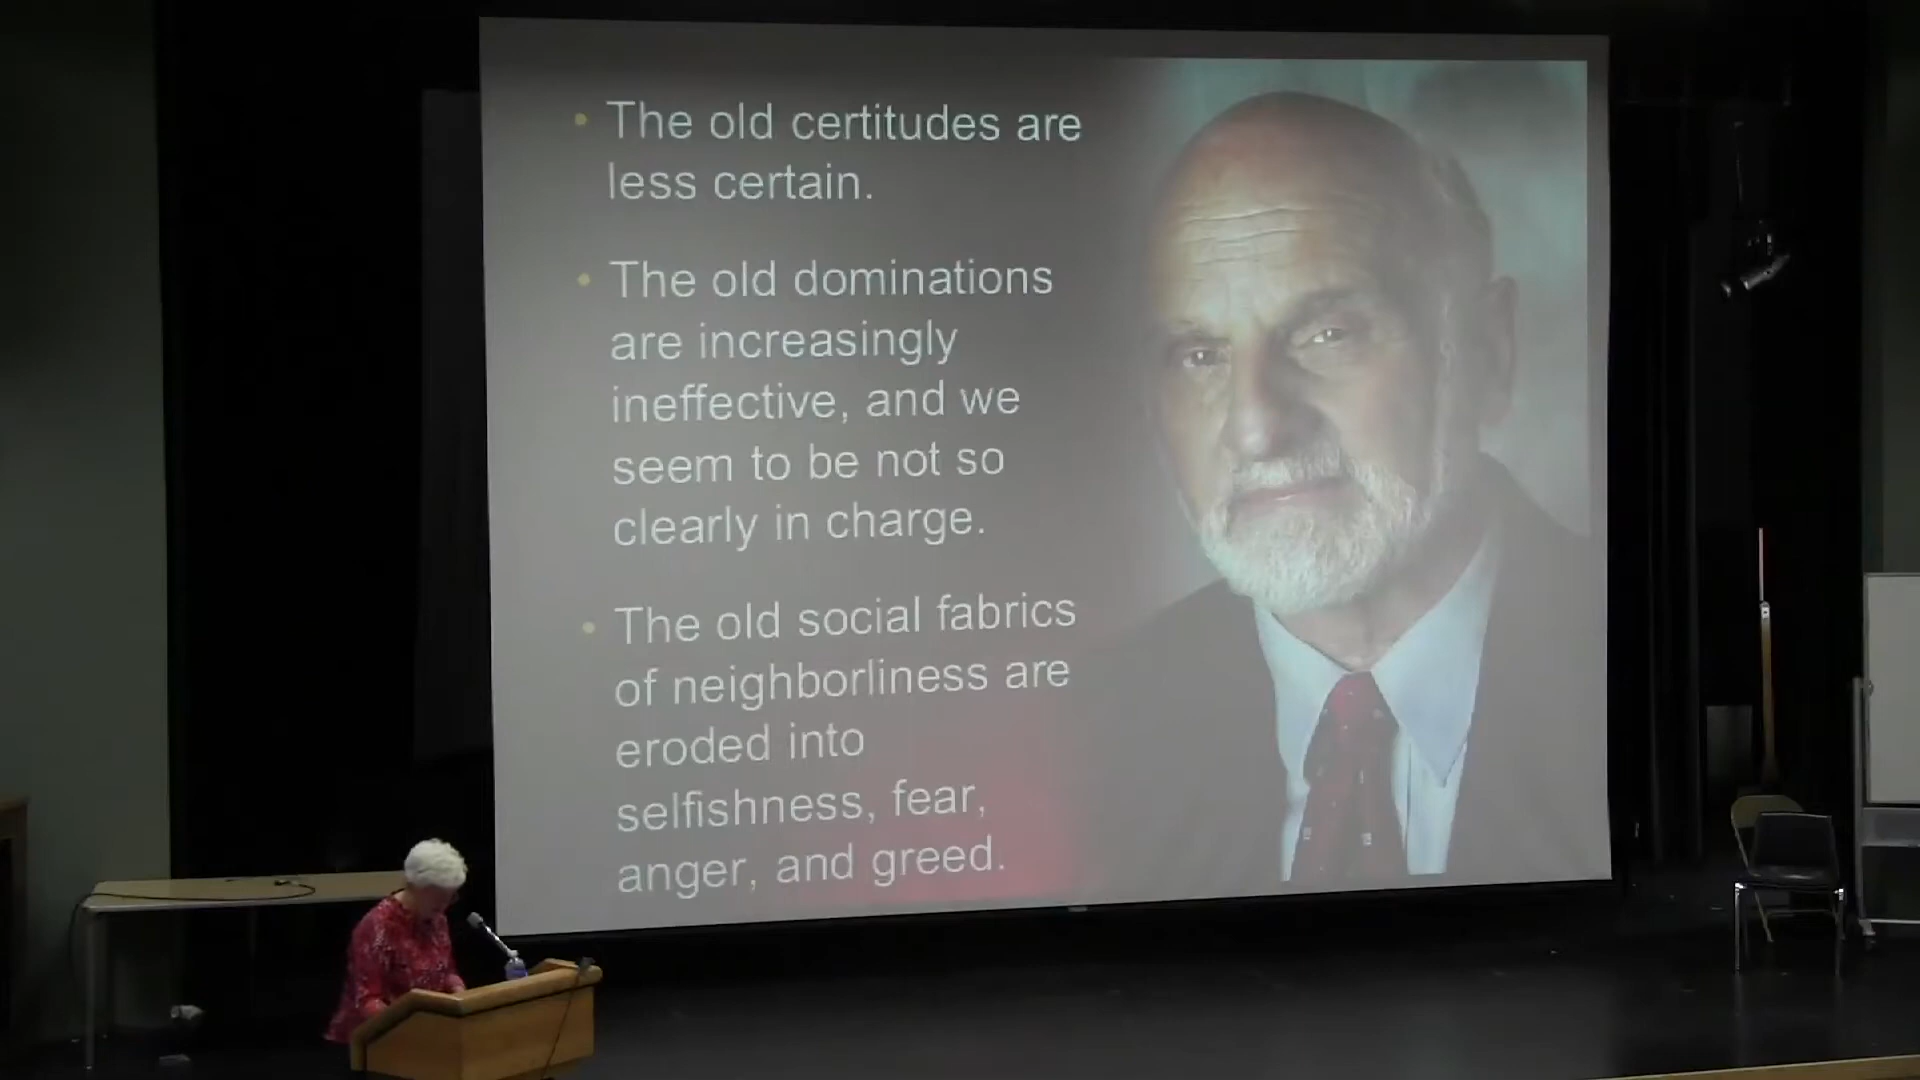 The old certitudes are
less certain.
The old dominations
are increasingly
ineffective, and we
seem to be not so
clearly in charge.
The old social fabrics
of neighborliness are
eroded into
selfishness, fear,
anger, and greed.